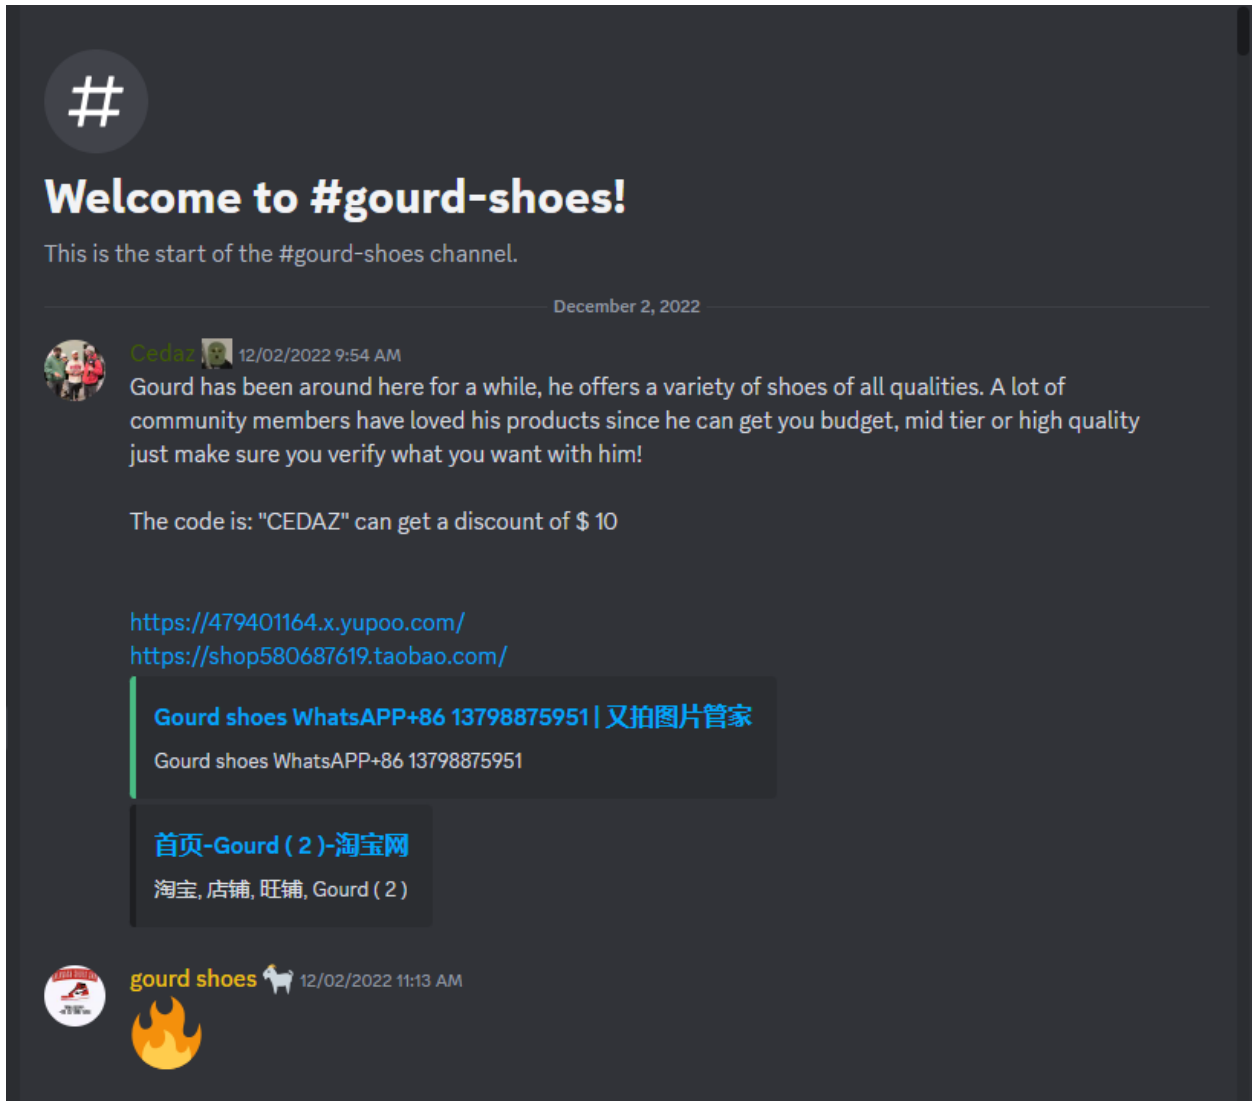 Welcome to #gourd-shoes!
This is the start of the #gourd-shoes channel.
December 2, 2022
Cedaz 12/02/2022 9:54 AM
Gourd has been around here for a while, he offers a variety of shoes of all qualities. A lot of
community members have loved his products since he can get you budget, mid tier or high quality
just make sure you verify what you want with him!
The code is: "CEDAZ" can get a discount of $ 10
https://479401164.x.yupoo.com/
https://shop580687619.taobao.com/
Gourd shoes WhatsAPP+86 13798875951 | 又拍图片管家
Gourd shoes WhatsAPP+86 13798875951
首页-Gourd ( 2 )-淘宝网
淘宝, 店铺, 旺铺, Gourd ( 2 )
gourd shoes 12/02/2022 11:13 AM